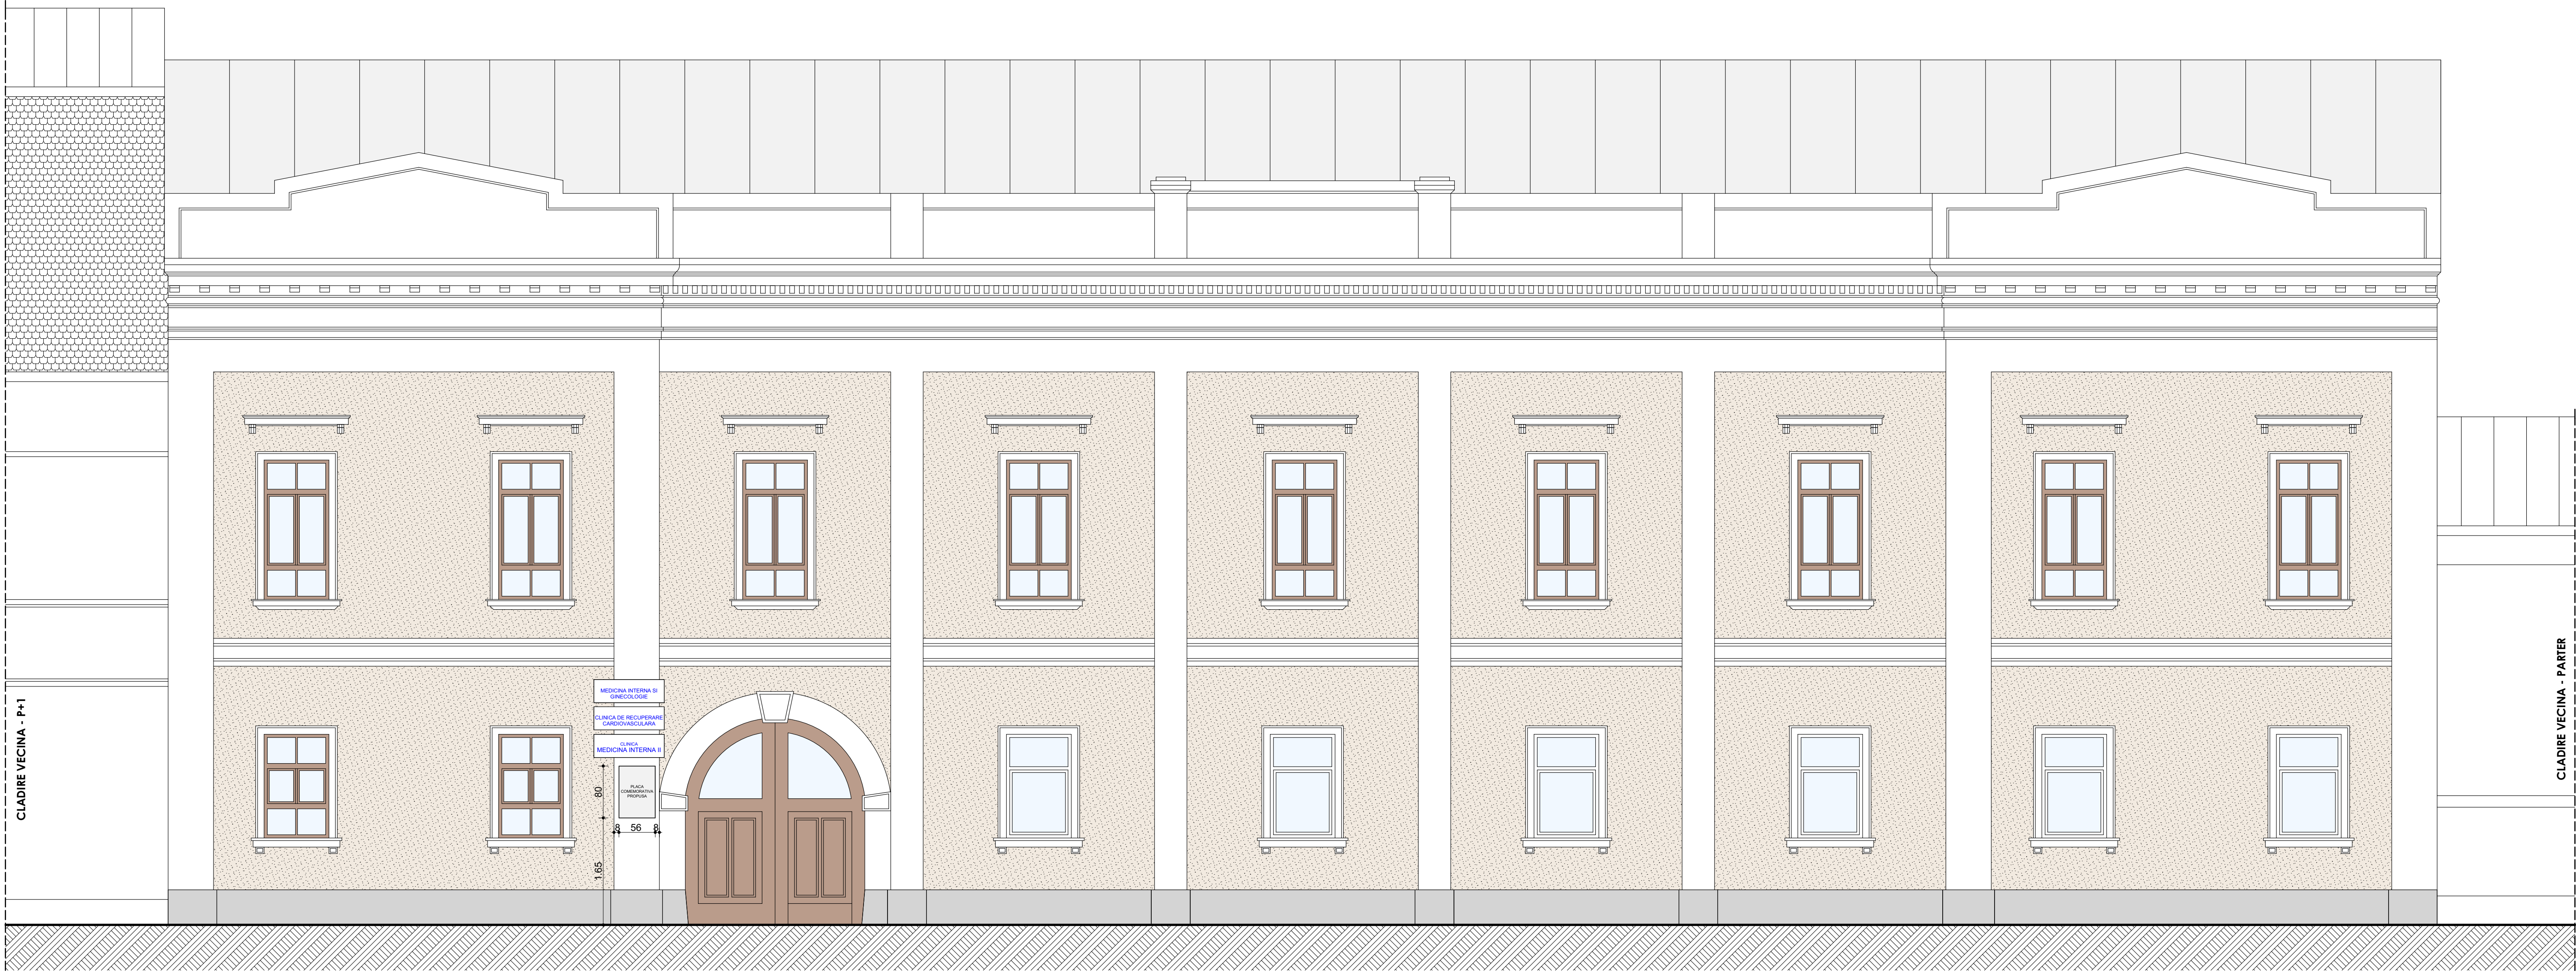 CLADIRE VECINA - P+1
MEDICINA INTERNA SI
GINECOLOGIE
CLINICA DE RECUPERARE
CARDIOVASCULARA
CLINICA
MEDICINA INTERNA II
PLACA
COMEMORATIVA
PROPUSA
80
8 56 8
1.65
CLADIRE VECINA - PARTER